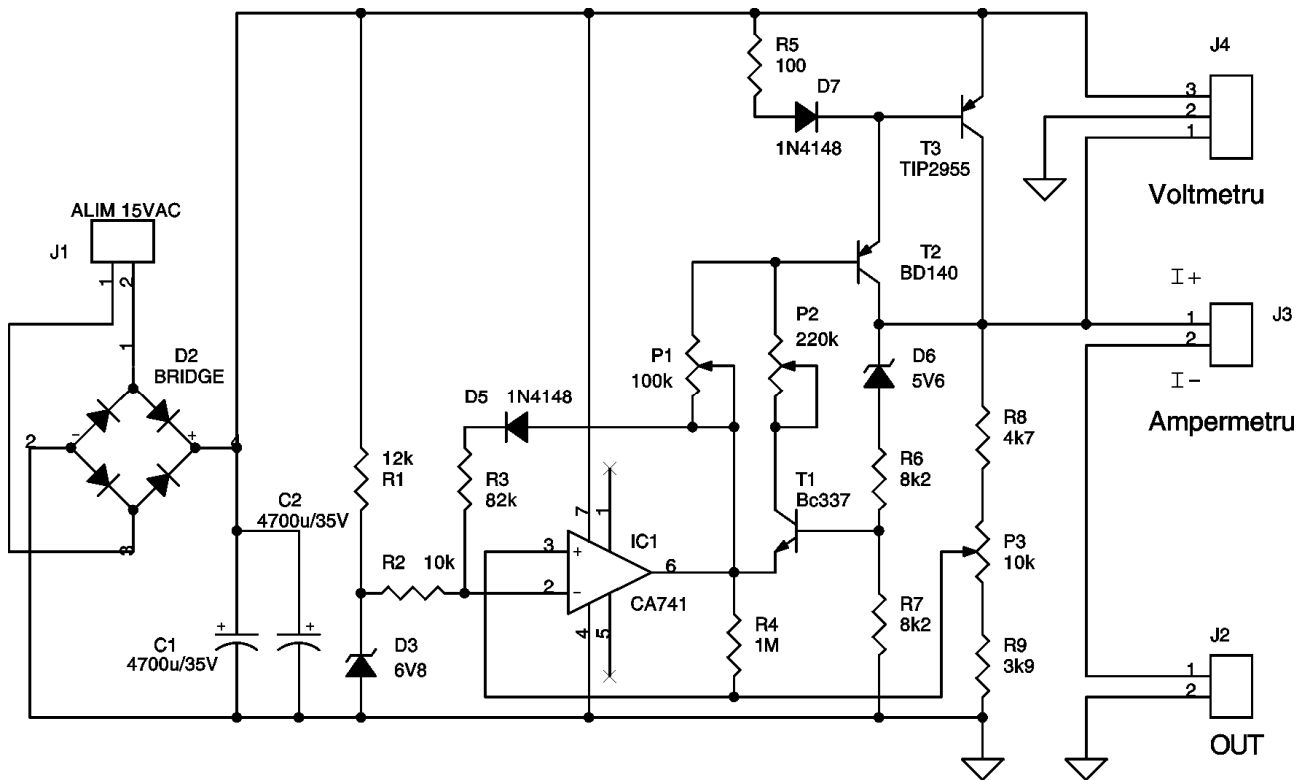 R5
100
D7
1N4148
T3
TIP2955
J4
3
2
1
Voltmetru
ALIM 15VAC
J1
1
2
1
D2
BRIDGE
2
-
+
4
3
T2
BD140
I+
J3
1
2
I-
Ampermetru
P2
220k
P1
100k
D6
5V6
D5
1N4148
R8
4k7
12k
R1
R3
82k
R6
8k2
T1
Bc337
C2
4700u/35V
7
1
IC1
3
+
2
-
6
CA741
4
5
R2
10k
P3
10k
+
+
C1
4700u/35V
D3
6V8
R4
1M
R7
8k2
R9
3k9
J2
1
2
OUT